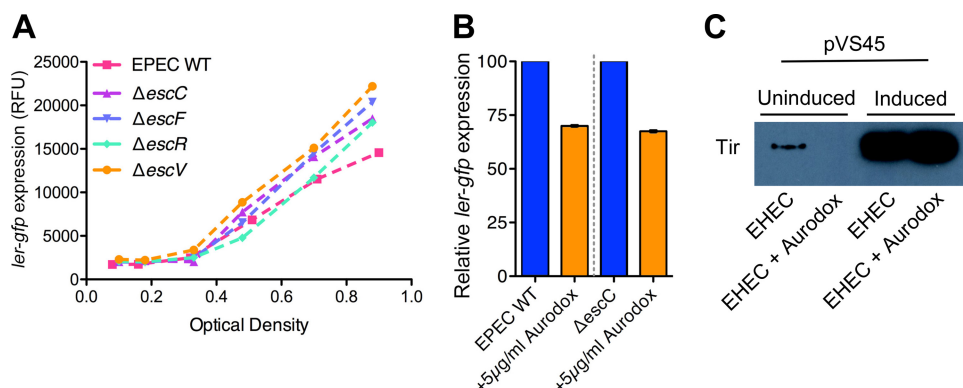 A
ler-gfp expression (RFU)
25000
20000
15000
10000
5000
0
0.0 0.2 0.4 0.6 0.8 1.0
Optical Density
EPEC WT
ΔescC
ΔescF
ΔescR
ΔescV
B
Relative ler-gfp expression
100
75
50
25
0
EPEC WT
+5μg/ml Aurodox
ΔescC
+5μg/ml Aurodox
C
pVS45
Uninduced Induced
Tir
EHEC
EHEC + Aurodox
EHEC
EHEC + Aurodox